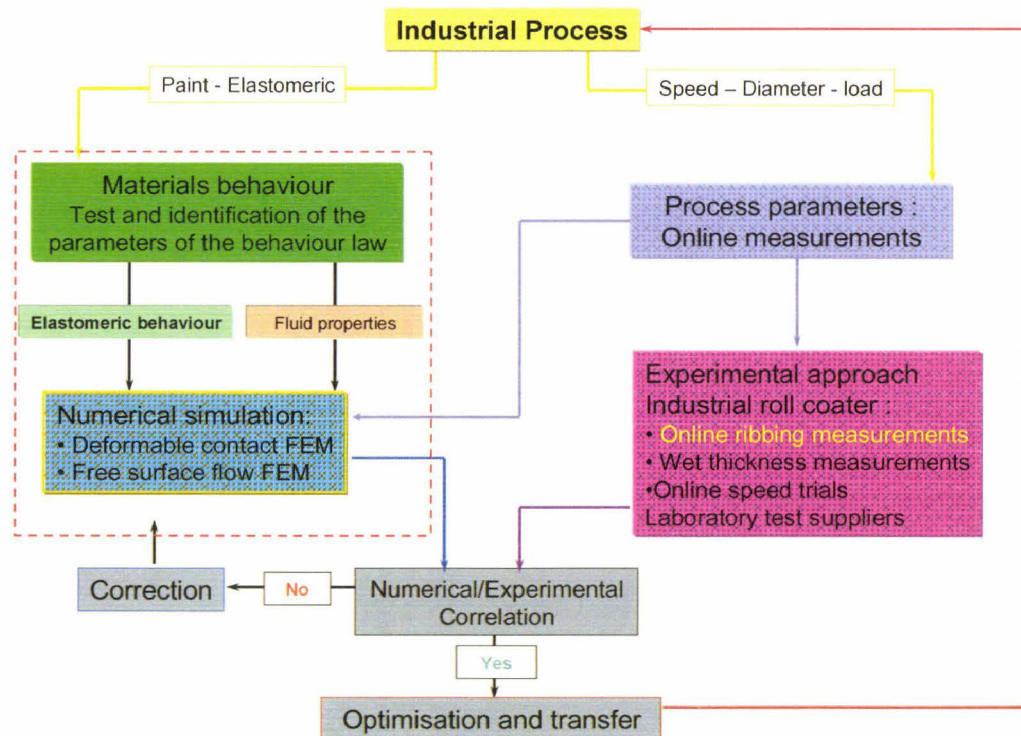 Industrial Process
Paint - Elastomeric
Speed – Diameter - load
Materials behaviour
Test and identification of the
parameters of the behaviour law
Process parameters :
Online measurements
Elastomeric behaviour
Fluid properties
Numerical simulation:
• Deformable contact FEM
• Free surface flow FEM
Experimental approach
Industrial roll coater :
• Online ribbing measurements
• Wet thickness measurements
•Online speed trials
Laboratory test suppliers
Correction
No
Numerical/Experimental
Correlation
Yes
Optimisation and transfer